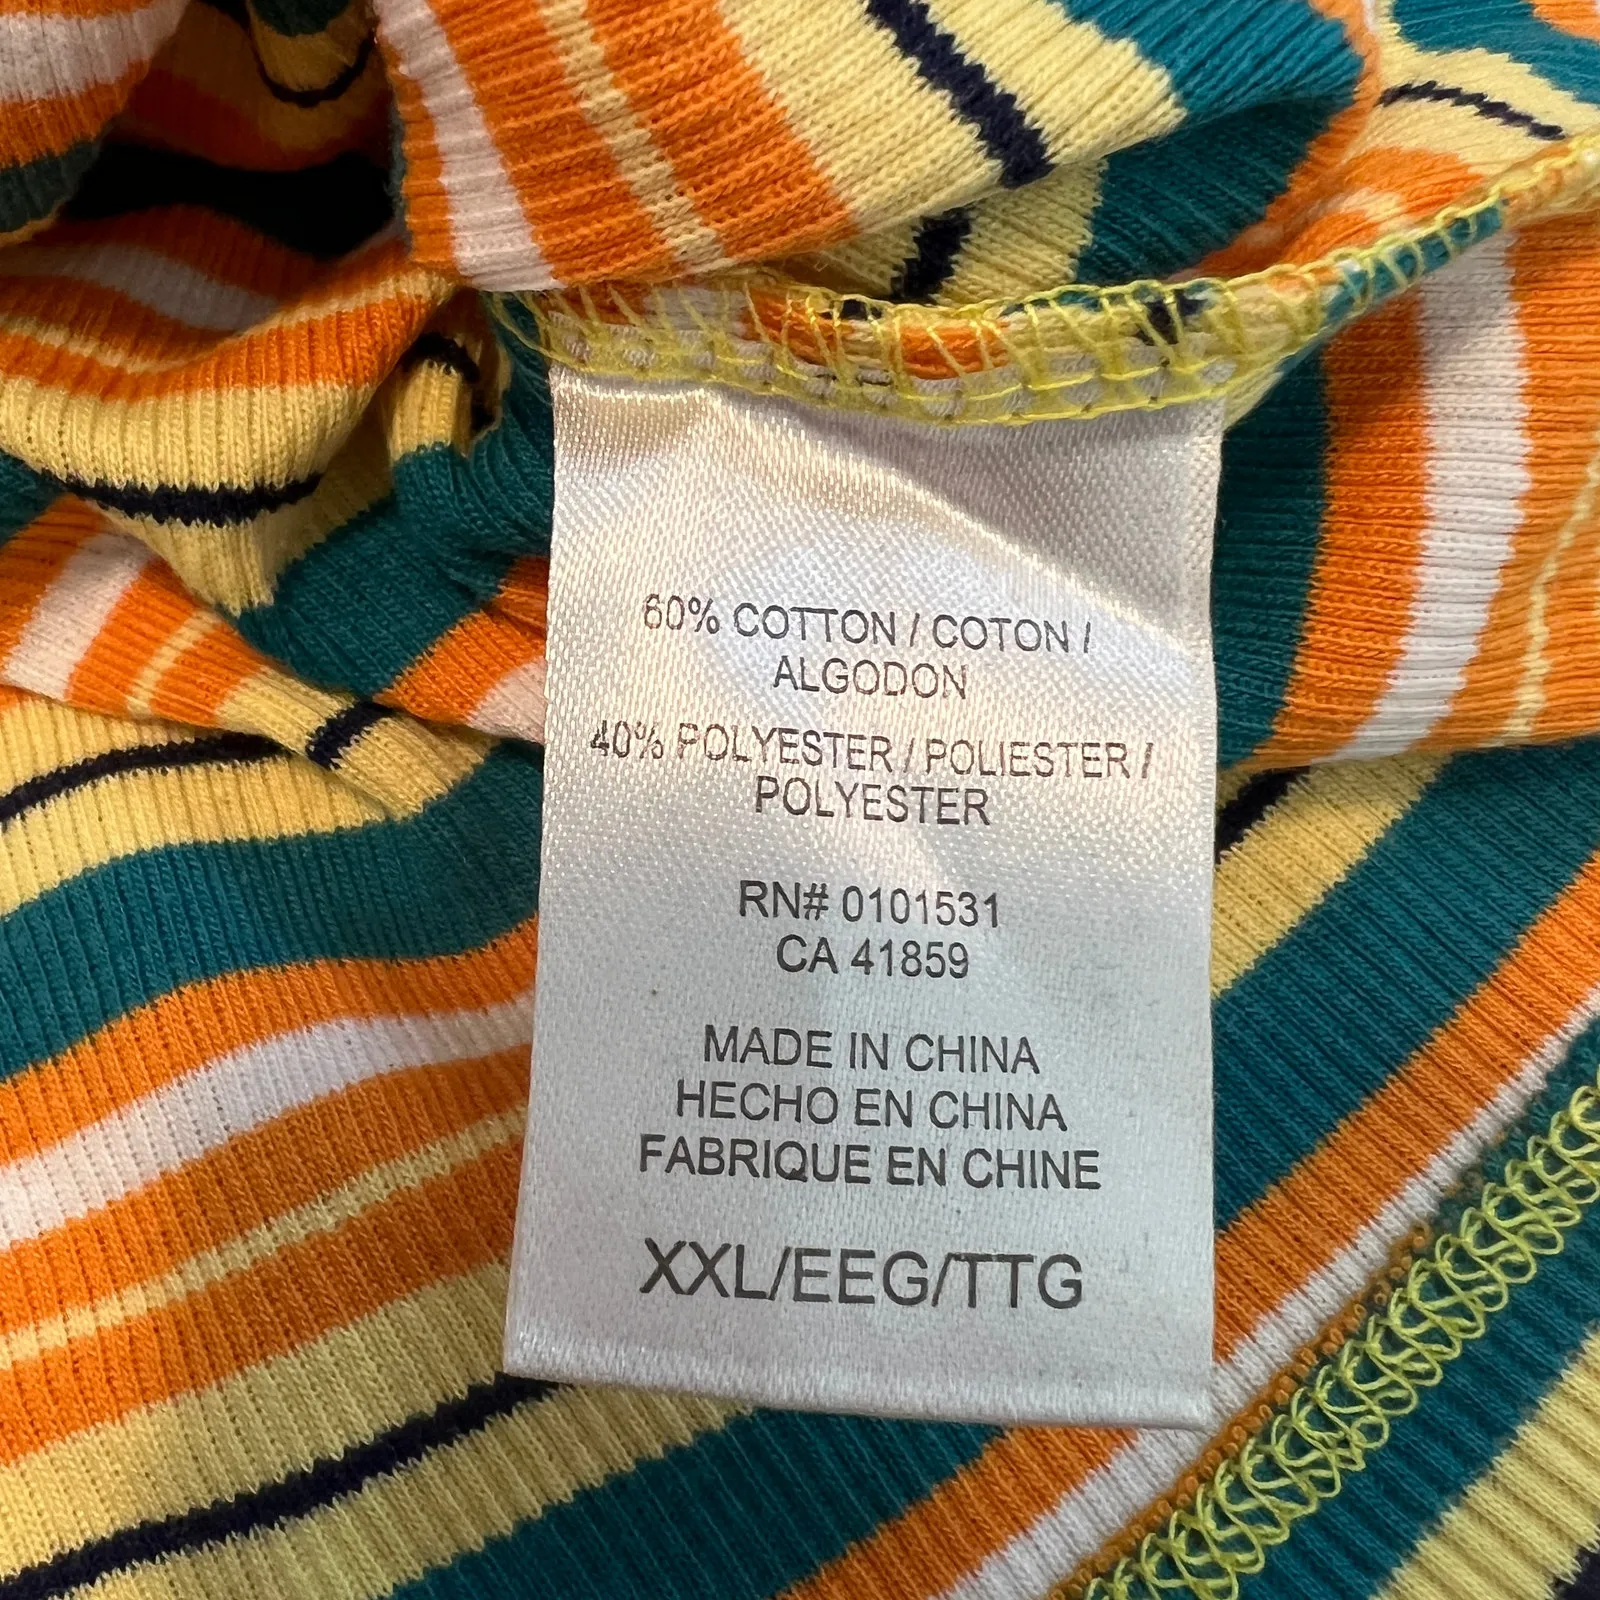 60% COTTON / COTON /
ALGODON
40% POLYESTER / POLIESTER /
POLYESTER
RN# 0101531
CA 41859
MADE IN CHINA
HECHO EN CHINA
FABRIQUE EN CHINE
XXL/EEG/TTG